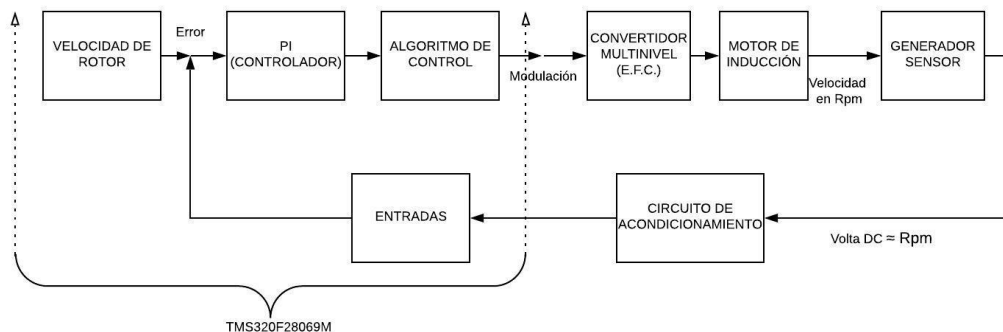 VELOCIDAD DE
ROTOR
Error
PI
(CONTROLADOR)
ALGORITMO DE
CONTROL
Modulación
CONVERTIDOR
MULTINIVEL
(E.F.C.)
MOTOR DE
INDUCCIÓN
Velocidad
en Rpm
GENERADOR
SENSOR
ENTRADAS
CIRCUITO DE
ACONDICIONAMIENTO
Volta DC ≈ Rpm
TMS320F28069M